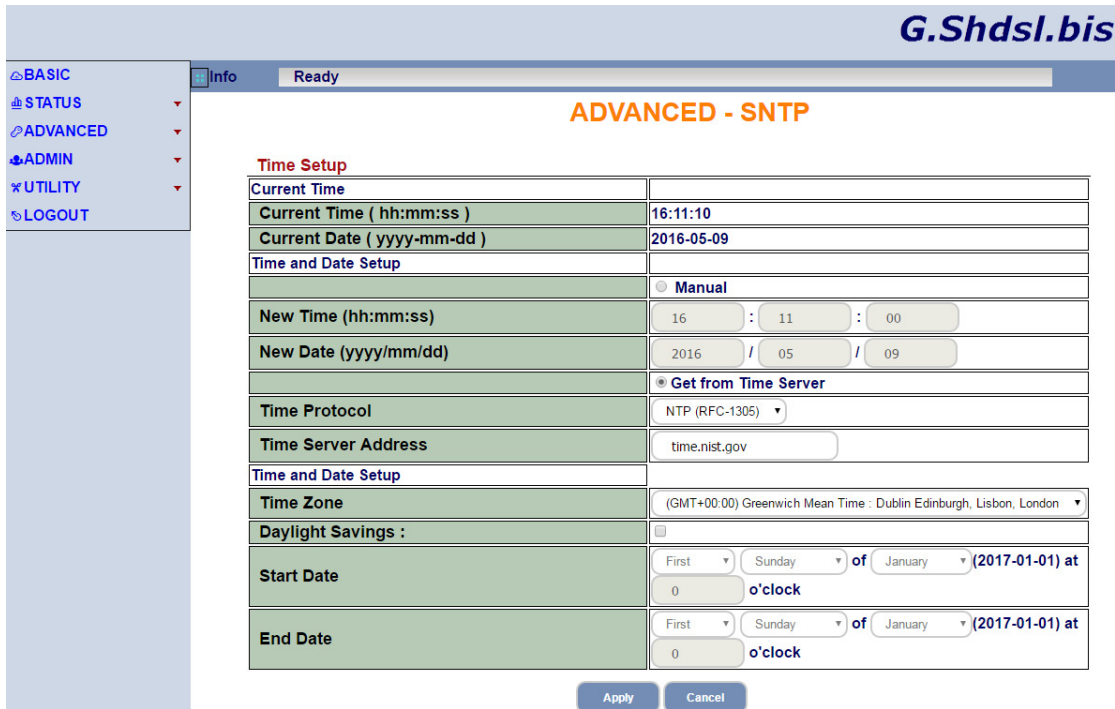 G.Shdsl.bis
BASIC
STATUS
ADVANCED
ADMIN
UTILITY
LOGOUT
Info Ready
ADVANCED - SNTP
Time Setup
Current Time
Current Time ( hh:mm:ss ) 16:11:10
Current Date ( yyyy-mm-dd ) 2016-05-09
Time and Date Setup
Manual
New Time (hh:mm:ss) 16 : 11 : 00
New Date (yyyy/mm/dd) 2016 / 05 / 09
Get from Time Server
Time Protocol NTP (RFC-1305)
Time Server Address time.nist.gov
Time and Date Setup
Time Zone (GMT+00:00) Greenwich Mean Time : Dublin Edinburgh, Lisbon, London
Daylight Savings :
Start Date First Sunday of January (2017-01-01) at
0 o'clock
End Date First Sunday of January (2017-01-01) at
0 o'clock
Apply Cancel